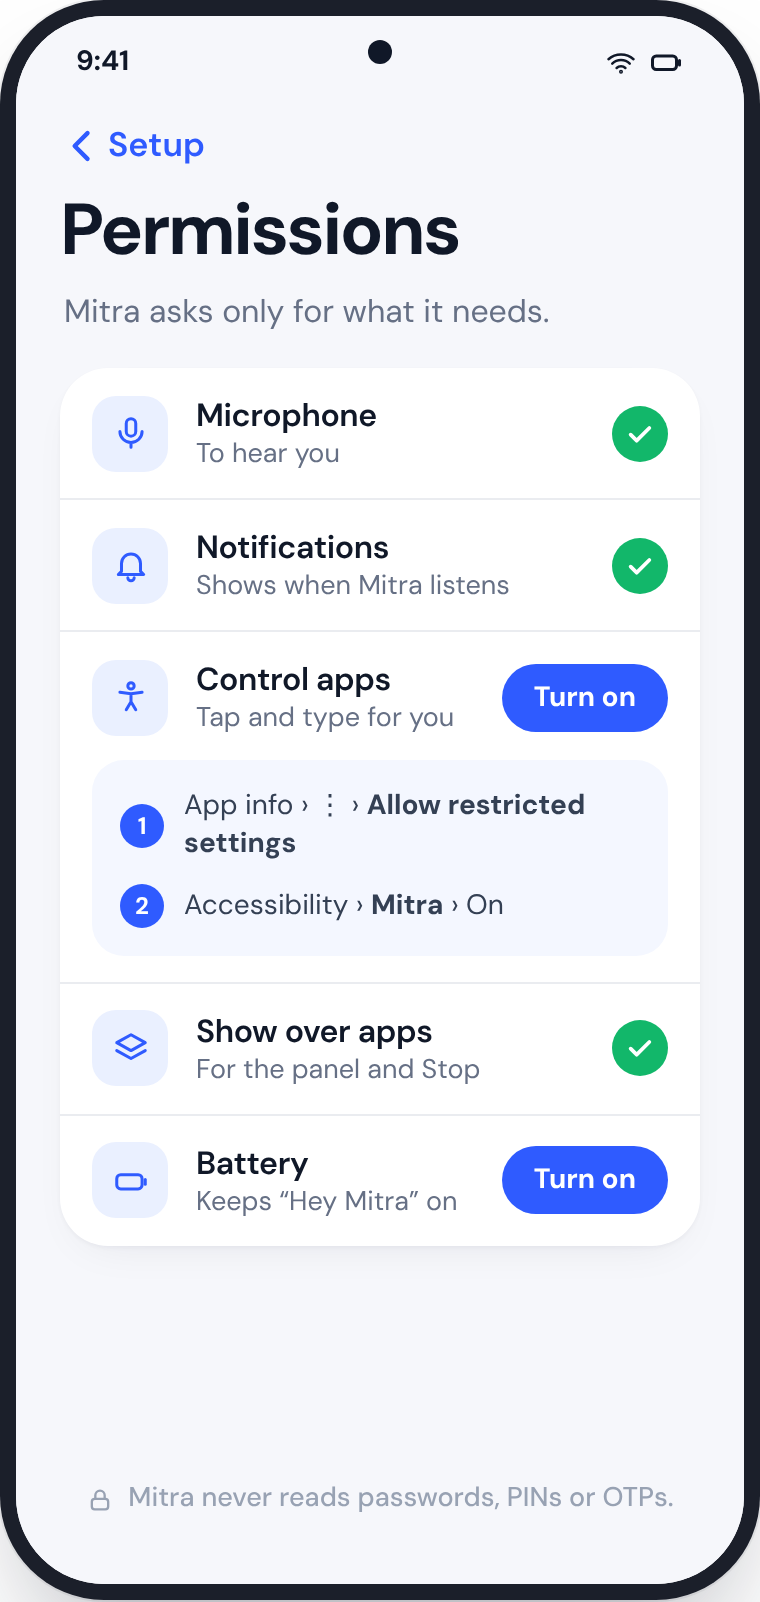 9:41
Setup
Permissions
Mitra asks only for what it needs.
Microphone
To hear you
Notifications
Shows when Mitra listens
Control apps
Tap and type for you
Turn on
1
App info › ⋮ › Allow restricted
settings
2
Accessibility › Mitra › On
Show over apps
For the panel and Stop
Battery
Keeps “Hey Mitra” on
Turn on
Mitra never reads passwords, PINs or OTPs.